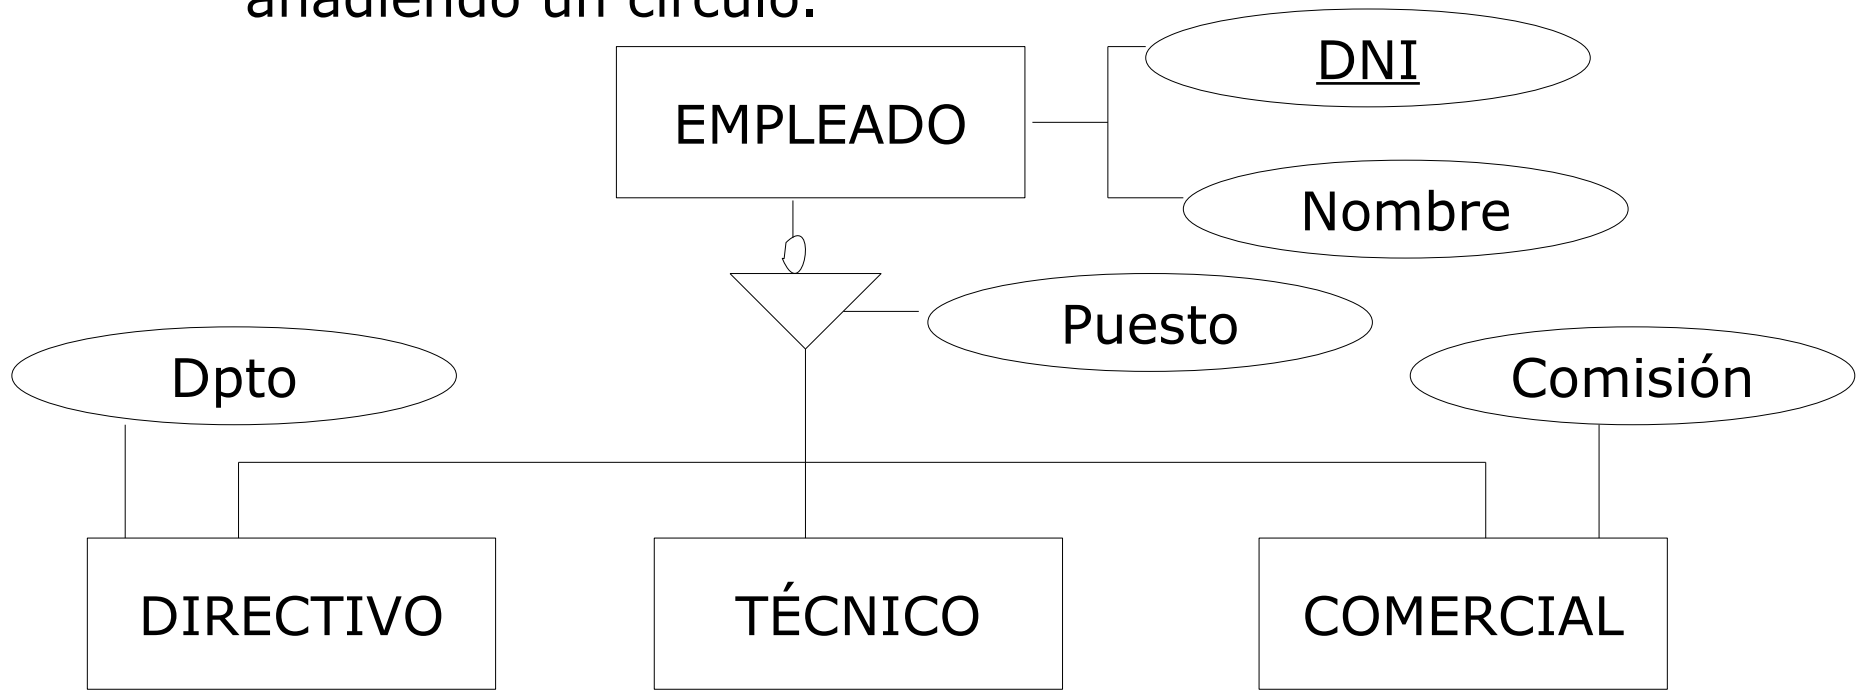 añadiendo un círculo.
DNI
EMPLEADO
Nombre
Puesto
Dpto
Comisión
DIRECTIVO
TÉCNICO
COMERCIAL